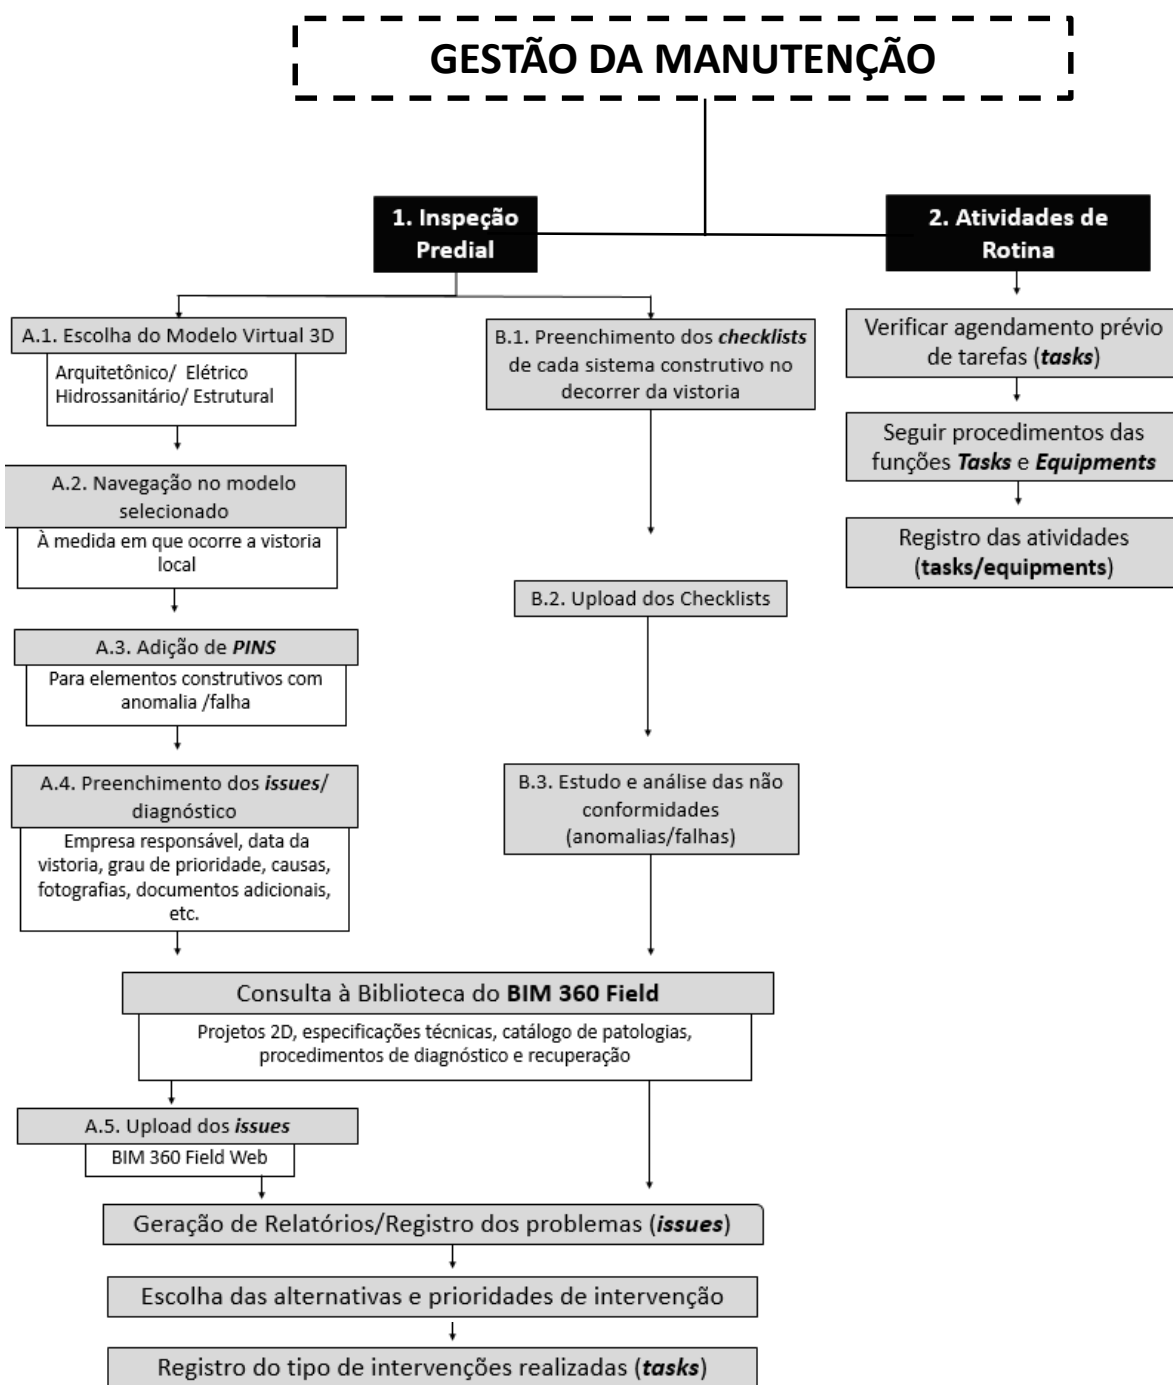 GESTÃO DA MANUTENÇÃO
1. Inspeção
Predial
2. Atividades de
Rotina
A.1. Escolha do Modelo Virtual 3D
Arquitetônico/ Elétrico
Hidrossanitário/ Estrutural
A.2. Navegação no modelo
selecionado
À medida em que ocorre a vistoria
local
A.3. Adição de PINS
Para elementos construtivos com
anomalia /falha
A.4. Preenchimento dos issues/
diagnóstico
Empresa responsável, data da
vistoria, grau de prioridade, causas,
fotografias, documentos adicionais,
etc.
B.1. Preenchimento dos checklists
de cada sistema construtivo no
decorrer da vistoria
B.2. Upload dos Checklists
B.3. Estudo e análise das não
conformidades
(anomalias/falhas)
Verificar agendamento prévio
de tarefas (tasks)
Seguir procedimentos das
funções Tasks e Equipments
Registro das atividades
(tasks/equipments)
Consulta à Biblioteca do BIM 360 Field
Projetos 2D, especificações técnicas, catálogo de patologias,
procedimentos de diagnóstico e recuperação
A.5. Upload dos issues
BIM 360 Field Web
Geração de Relatórios/Registro dos problemas (issues)
Escolha das alternativas e prioridades de intervenção
Registro do tipo de intervenções realizadas (tasks)